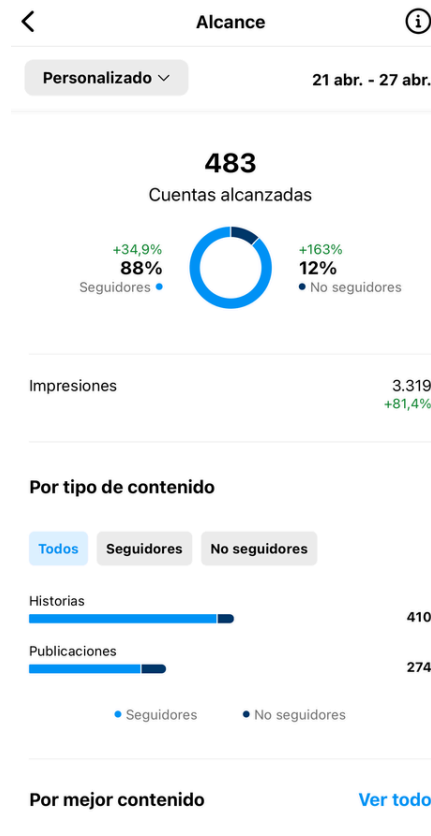 Alcance
Personalizado
21 abr. - 27 abr.
483
Cuentas alcanzadas
+34,9%
88%
Seguidores
+163%
12%
No seguidores
Impresiones
3.319
+81,4%
Por tipo de contenido
Todos Seguidores No seguidores
Historias
410
Publicaciones
274
Seguidores No seguidores
Por mejor contenido Ver todo